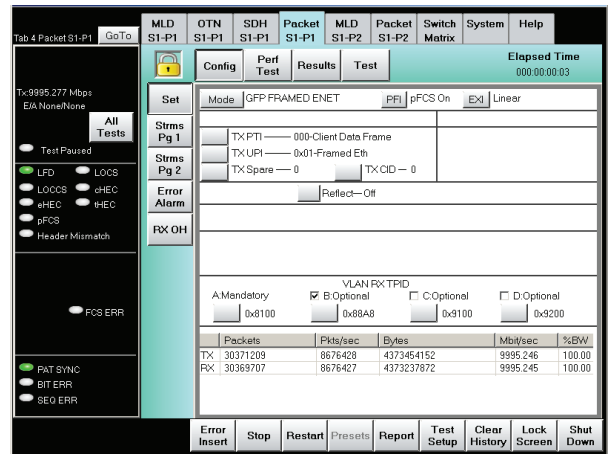 MLD S1-P1
OTN S1-P1
SDH S1-P1
Packet S1-P1
MLD S1-P2
Packet S1-P2
Switch Matrix
System
Help
Tab 4 Packet S1-P1 GoTo
Config
Perf Test
Results
Test
Elapsed Time
000:00:00:03
Tx:9995.277 Mbps
E/A None/None
All Tests
Test Paused
LFD LOCS
LOCCS cHEC
eHEC tHEC
pFCS
Header Mismatch
FCS ERR
PAT SYNC
BIT ERR
SEQ ERR
Set
Strms Pg 1
Strms Pg 2
Error Alarm
RX OH
Mode GFP FRAMED ENET PFI pFCS On EXI Linear
TX PTI 000-Client Data Frame
TX UPI 0x01-Framed Eth
TX Spare 0 TX CID 0
Reflect Off
VLAN RX TPID
A:Mandatory B:Optional C:Optional D:Optional
0x8100 0x88A8 0x9100 0x9200
Packets Pkts/sec Bytes Mbit/sec %BW
TX 30371209 8676428 4373454152 9995.246 100.00
RX 30369707 8676427 4373237872 9995.245 100.00
Error Insert
Stop
Restart
Presets
Report
Test Setup
Clear History
Lock Screen
Shut Down